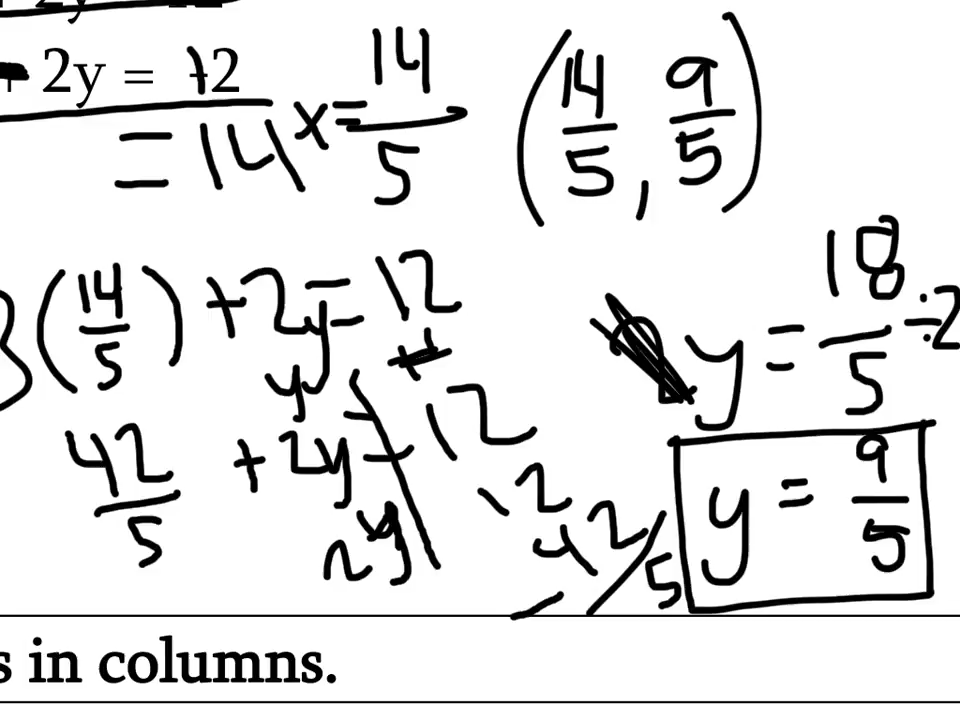 2y = 12
= 14 x = 14/5 (14/5, 9/5)
3(14/5) + 2y = 12
y = 18/5 ÷2
42/5 + 2y = 12
2y 12 - 42/5
y = 9/5
s in columns.